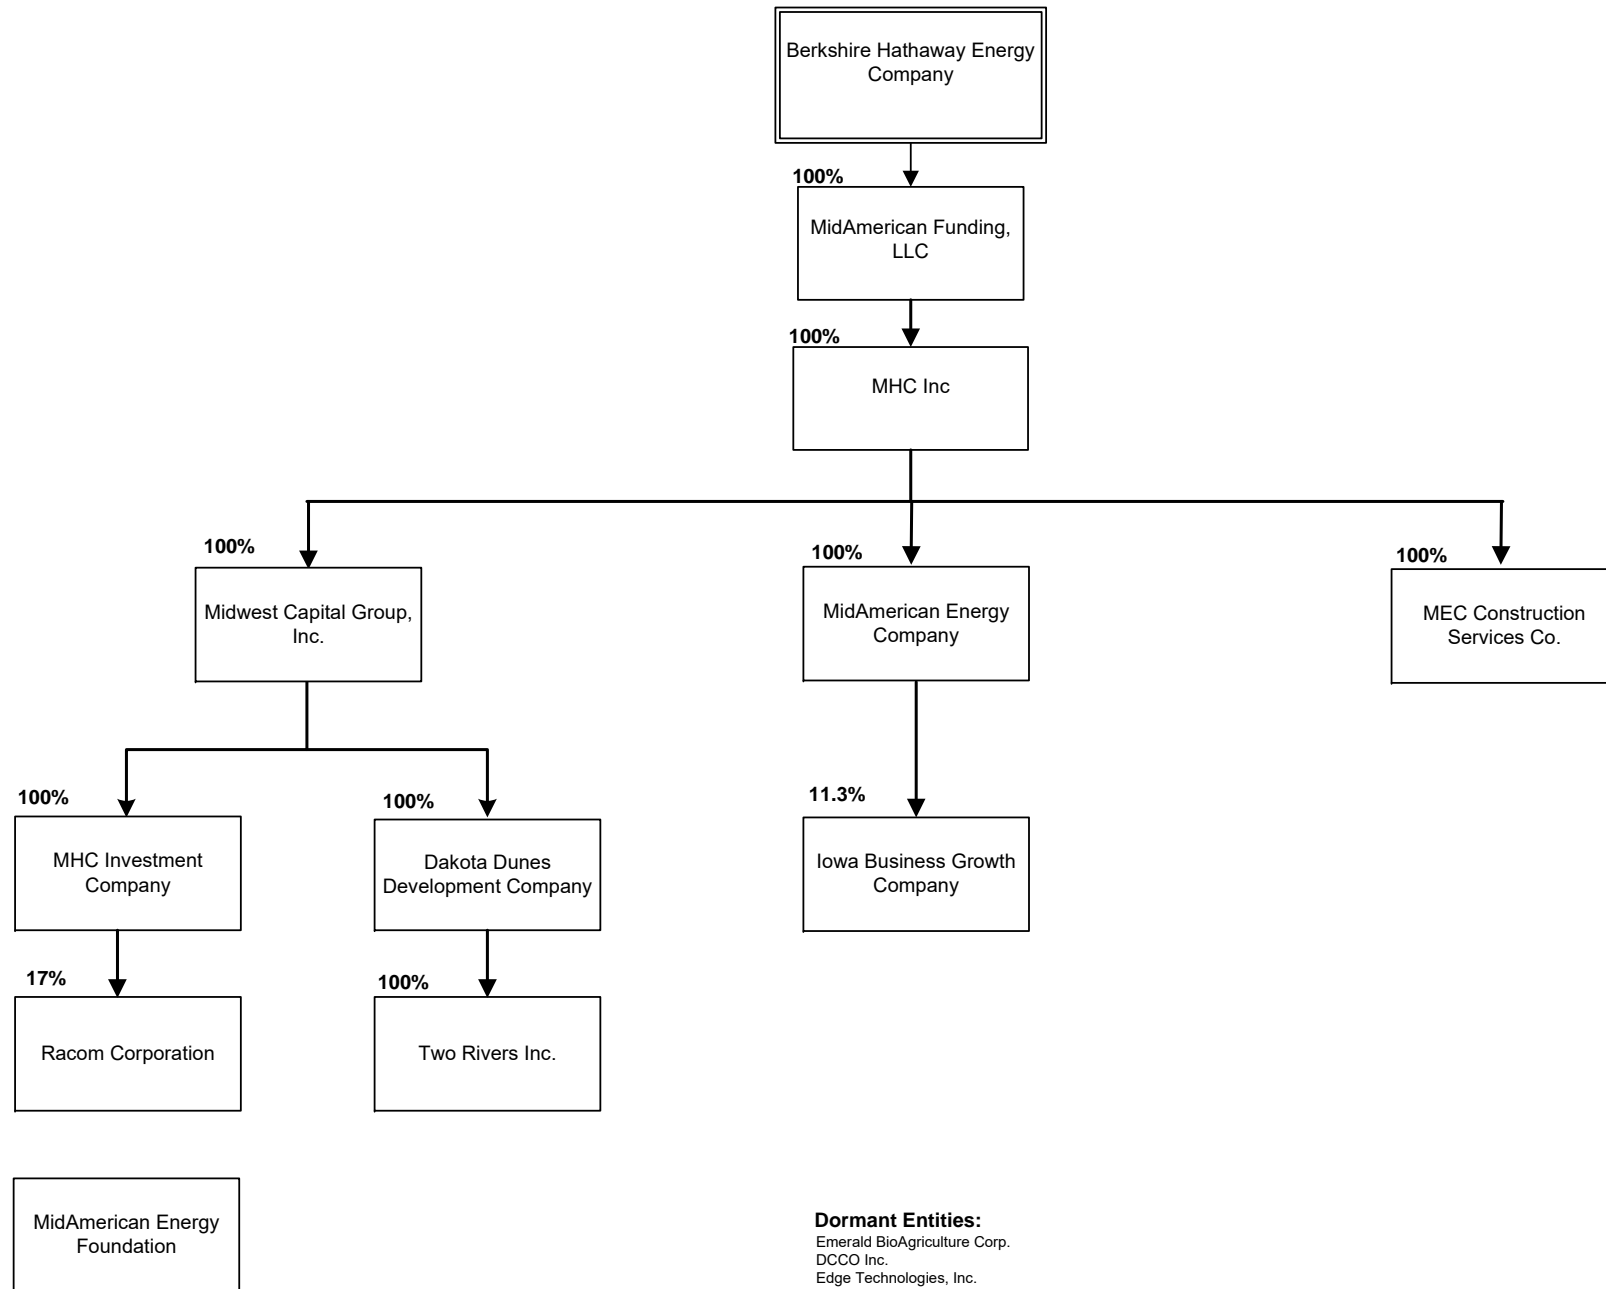 Berkshire Hathaway Energy
Company
100%
MidAmerican Funding,
LLC
100%
MHC Inc
100%
Midwest Capital Group,
Inc.
100%
MidAmerican Energy
Company
100%
MEC Construction
Services Co.
100%
MHC Investment
Company
100%
Dakota Dunes
Development Company
11.3%
Iowa Business Growth
Company
17%
Racom Corporation
100%
Two Rivers Inc.
MidAmerican Energy
Foundation
Dormant Entities:
Emerald BioAgriculture Corp.
DCCO Inc.
Edge Technologies, Inc.